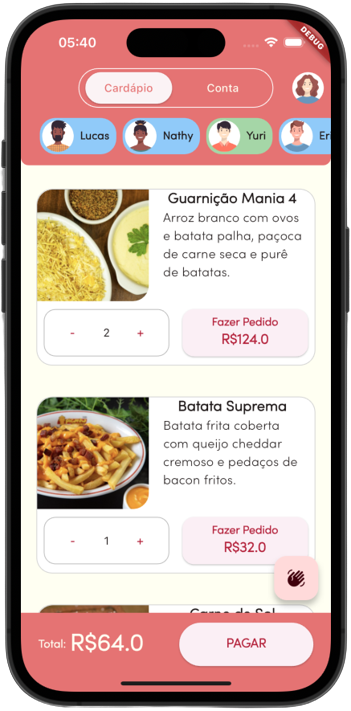 05:40
DEBUG
Cardápio
Conta
Lucas
Nathy
Yuri
Eri
Guarnição Mania 4
Arroz branco com ovos
e batata palha, paçoca
de carne seca e purê
de batatas.
- 2 +
Fazer Pedido
R$124.0
Batata Suprema
Batata frita coberta
com queijo cheddar
cremoso e pedaços de
bacon fritos.
- 1 +
Fazer Pedido
R$32.0
Carne de Sol
Total: R$64.0
PAGAR